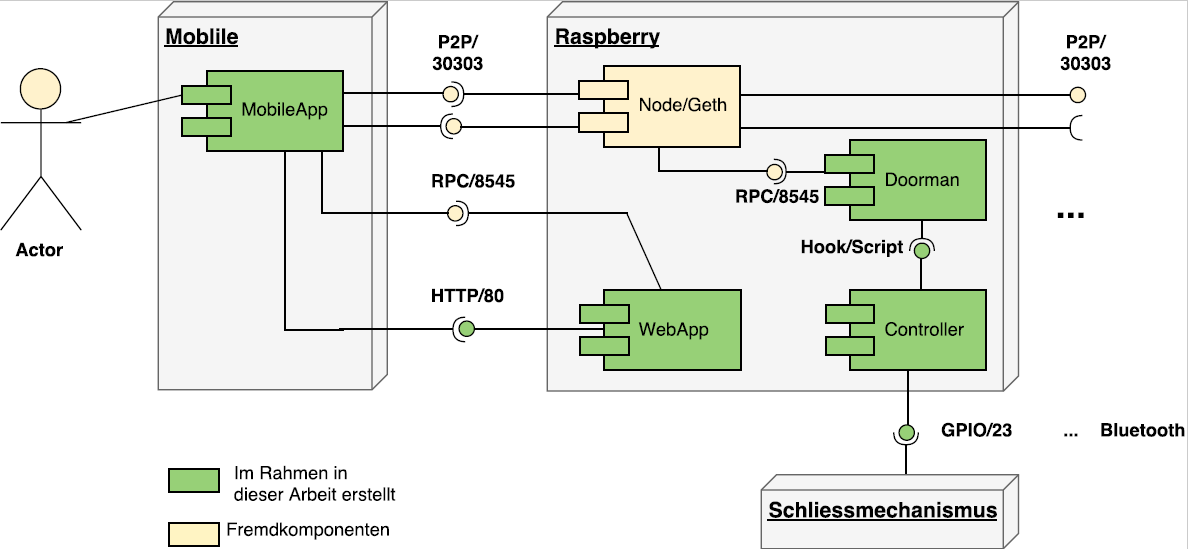 Moblile
Raspberry
P2P/
30303
P2P/
30303
MobileApp
Node/Geth
RPC/8545
RPC/8545
Doorman
...
Actor
Hook/Script
HTTP/80
WebApp
Controller
GPIO/23
...
Bluetooth
Im Rahmen in
dieser Arbeit erstellt
Fremdkomponenten
Schliessmechanismus